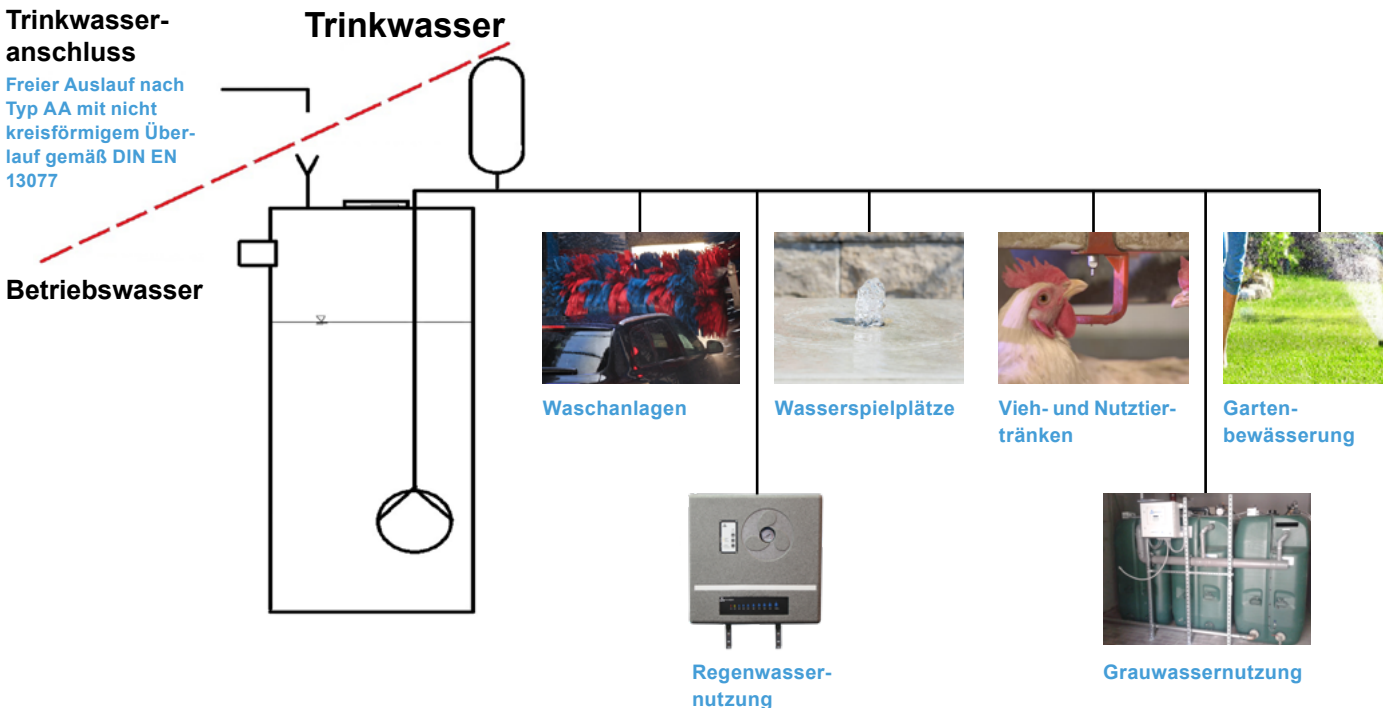 Trinkwasser-
anschluss
Freier Auslauf nach
Typ AA mit nicht
kreisförmigem Über-
lauf gemäß DIN EN
13077
Trinkwasser
Betriebswasser
Waschanlagen
Wasserspielplätze
Vieh- und Nutztier-
tränken
Garten-
bewässerung
Regenwasser-
nutzung
Grauwassernutzung